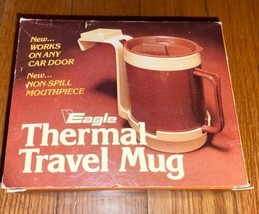 New...
WORKS
ON ANY
CAR DOOR
New...
NON-SPILL
MOUTHPIECE
Eagle
Thermal
Travel Mug